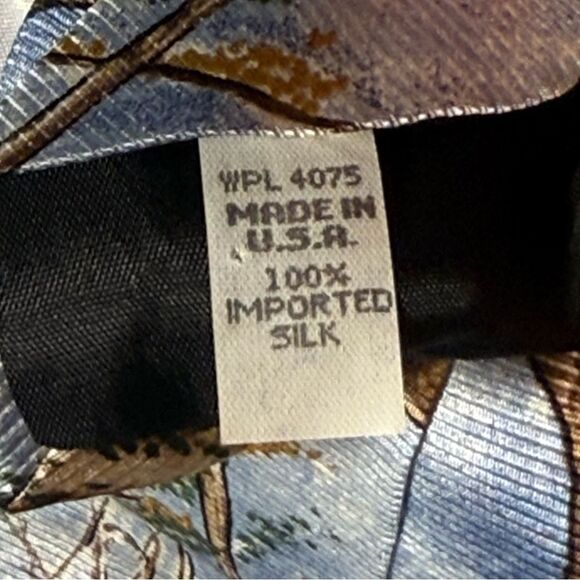 WPL 4075
MADE IN
U.S.A.
100%
IMPORTED
SILK